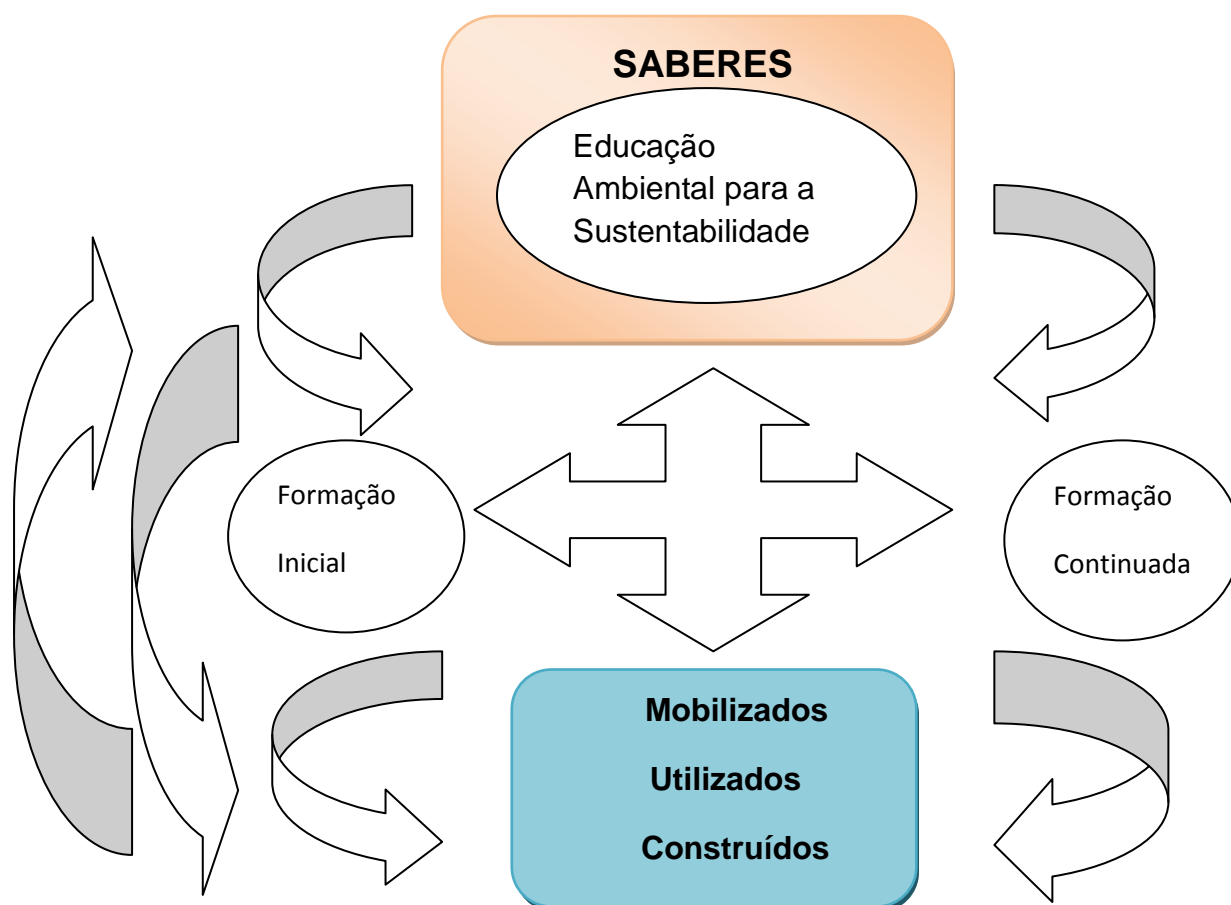 SABERES
Educação
Ambiental para a
Sustentabilidade
Formação
Inicial
Formação
Continuada
Mobilizados
Utilizados
Construídos